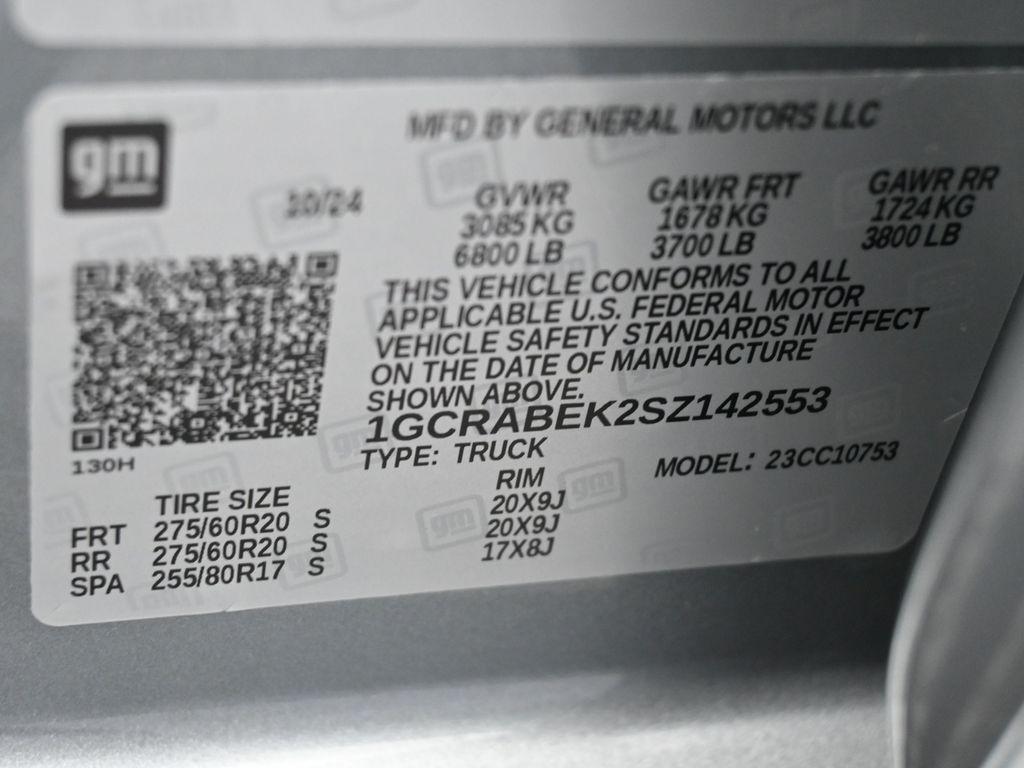 gm
MFD BY GENERAL MOTORS LLC
10/24
GVWR GAWR FRT GAWR RR
3085 KG 1678 KG 1724 KG
6800 LB 3700 LB 3800 LB
THIS VEHICLE CONFORMS TO ALL
APPLICABLE U.S. FEDERAL MOTOR
VEHICLE SAFETY STANDARDS IN EFFECT
ON THE DATE OF MANUFACTURE
SHOWN ABOVE.
1GCRABEK2SZ142553
130H
TYPE: TRUCK MODEL: 23CC10753
TIRE SIZE RIM
FRT 275/60R20 S 20X9J
RR 275/60R20 S 20X9J
SPA 255/80R17 S 17X8J